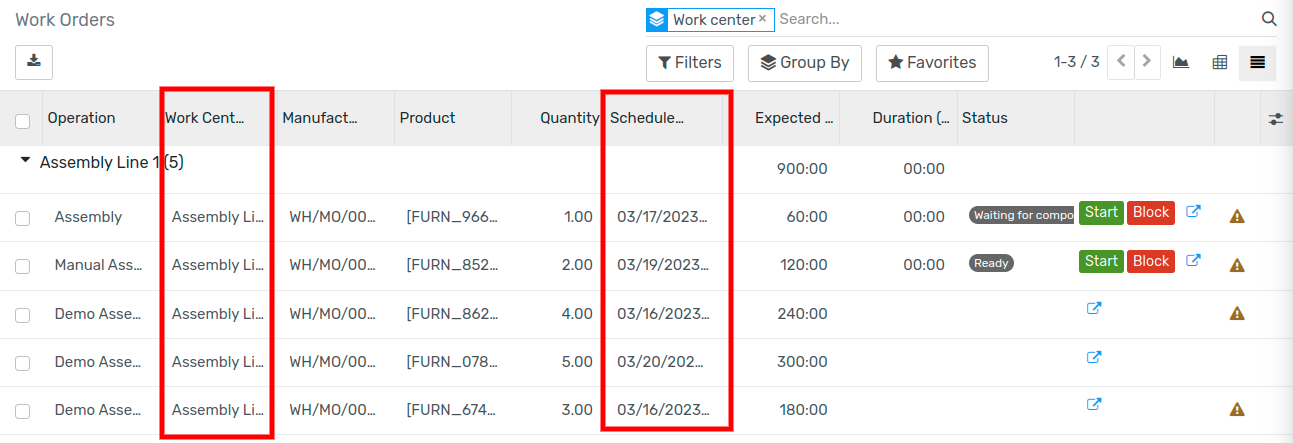 Work Orders
Work center × Search...
Filters Group By Favorites 1-3 / 3
Operation Work Cent... Manufact... Product Quantity Schedule... Expected ... Duration (... Status
Assembly Line 1 (5) 900:00 00:00
Assembly Assembly Li... WH/MO/00... [FURN_966... 1.00 03/17/2023... 60:00 00:00 Waiting for compo Start Block
Manual Ass... Assembly Li... WH/MO/00... [FURN_852... 2.00 03/19/2023... 120:00 00:00 Ready Start Block
Demo Asse... Assembly Li... WH/MO/00... [FURN_862... 4.00 03/16/2023... 240:00
Demo Asse... Assembly Li... WH/MO/00... [FURN_078... 5.00 03/20/202... 300:00
Demo Asse... Assembly Li... WH/MO/00... [FURN_674... 3.00 03/16/2023... 180:00